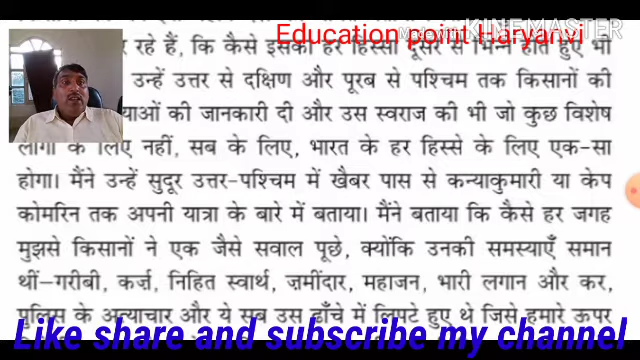 Education point Haryanvi
Made with KINEMASTER
रहे हैं, कि कैसे इसका हर हिस्सा दूसरे से भिन्न होते हुए भी
उन्हें उत्तर से दक्षिण और पूरब से पश्चिम तक किसानों की
याओं की जानकारी दी और उस स्वराज की भी जो कुछ विशेष
लोगों के लिए नहीं, सब के लिए, भारत के हर हिस्से के लिए एक-सा
होगा। मैंने उन्हें सुदूर उत्तर-पश्चिम में खैबर पास से कन्याकुमारी या केप
कोमरिन तक अपनी यात्रा के बारे में बताया। मैंने बताया कि कैसे हर जगह
मुझसे किसानों ने एक जैसे सवाल पूछे, क्योंकि उनकी समस्याएँ समान
थीं-गरीबी, कर्ज़, निहित स्वार्थ, ज़मींदार, महाजन, भारी लगान और कर,
पुलिस के अत्याचार और ये सब उस ढाँचे में लिपटे हुए थे जिसे हमारे ऊपर
Like share and subscribe my channel